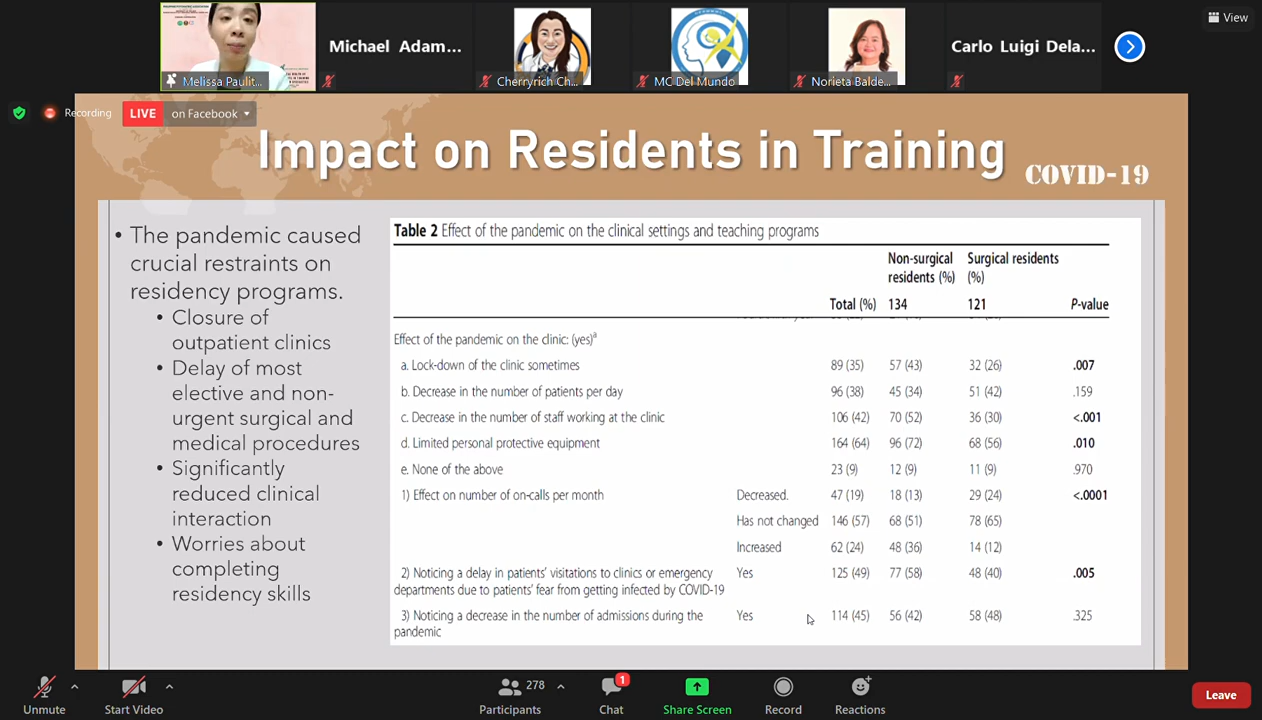 View
Michael Adam...
Carlo Luigi Dela...
Melissa Paulit...
Cherryrich Ch...
MC Del Mundo
Norieta Balde...
Recording
LIVE
on Facebook
Impact on Residents in Training
COVID-19
• The pandemic caused
crucial restraints on
residency programs.
• Closure of
outpatient clinics
• Delay of most
elective and non-
urgent surgical and
medical procedures
• Significantly
reduced clinical
interaction
• Worries about
completing
residency skills
Table 2 Effect of the pandemic on the clinical settings and teaching programs
Non-surgical Surgical residents
residents (%) (%)
Total (%) 134 121 P-value
Effect of the pandemic on the clinic: (yes)ᵃ
a. Lock-down of the clinic sometimes 89 (35) 57 (43) 32 (26) .007
b. Decrease in the number of patients per day 96 (38) 45 (34) 51 (42) .159
c. Decrease in the number of staff working at the clinic 106 (42) 70 (52) 36 (30) <.001
d. Limited personal protective equipment 164 (64) 96 (72) 68 (56) .010
e. None of the above 23 (9) 12 (9) 11 (9) .970
1) Effect on number of on-calls per month Decreased. 47 (19) 18 (13) 29 (24) <.0001
Has not changed 146 (57) 68 (51) 78 (65)
Increased 62 (24) 48 (36) 14 (12)
2) Noticing a delay in patients' visitations to clinics or emergency Yes 125 (49) 77 (58) 48 (40) .005
departments due to patients' fear from getting infected by COVID-19
3) Noticing a decrease in the number of admissions during the Yes 114 (45) 56 (42) 58 (48) .325
pandemic
278
1
Unmute
Start Video
Participants
Chat
Share Screen
Record
Reactions
Leave